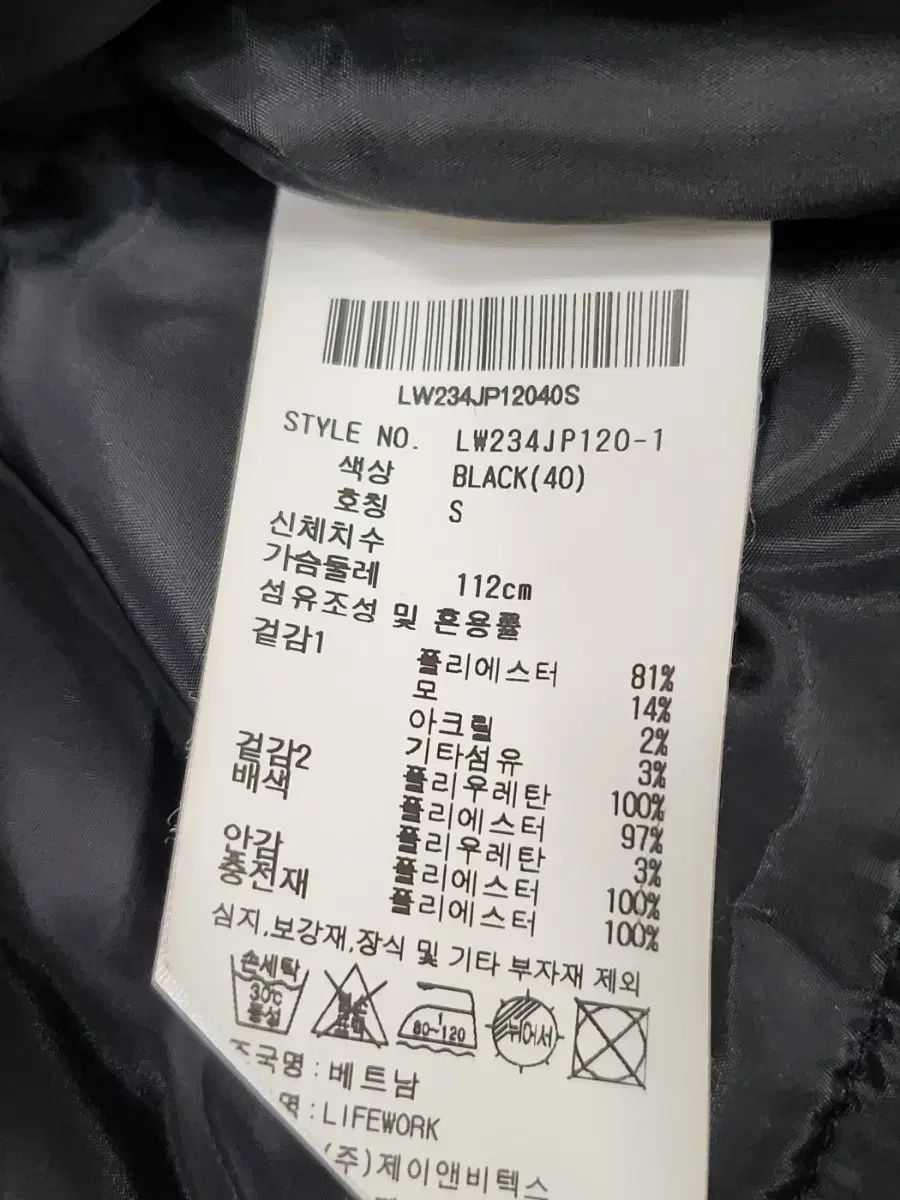 LW234JP12040S
STYLE NO. LW234JP120-1
색상 BLACK(40)
호칭 S
신체치수
가슴둘레 112cm
섬유조성 및 혼용률
겉감1 폴리에스터 81%
모 14%
아크릴 2%
기타섬유 3%
겉감2 폴리우레탄 100%
배색 폴리에스터 97%
폴리우레탄 3%
안감 폴리에스터 100%
충전재 폴리에스터 100%
심지,보강재,장식 및 기타 부자재 제외
손세탁 30℃ 중성
80~120
뉘어서
조국명 : 베트남
명 : LIFEWORK
(주)제이앤비텍스